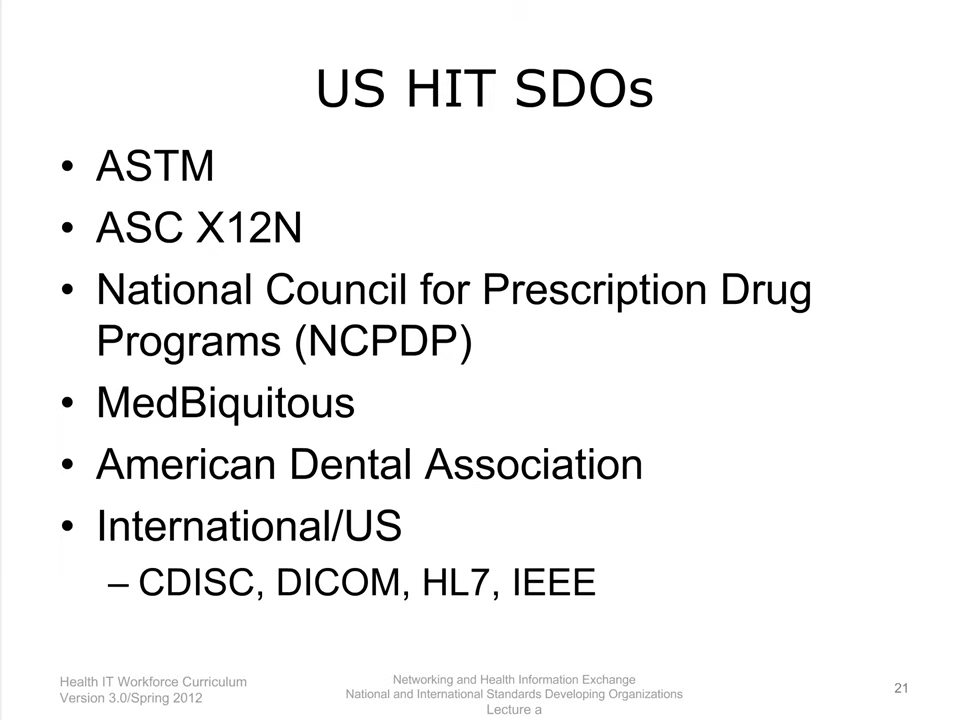 US HIT SDOs
• ASTM
• ASC X12N
• National Council for Prescription Drug
Programs (NCPDP)
• MedBiquitous
• American Dental Association
• International/US
– CDISC, DICOM, HL7, IEEE
Health IT Workforce Curriculum
Version 3.0/Spring 2012
Networking and Health Information Exchange
National and International Standards Developing Organizations
Lecture a
21